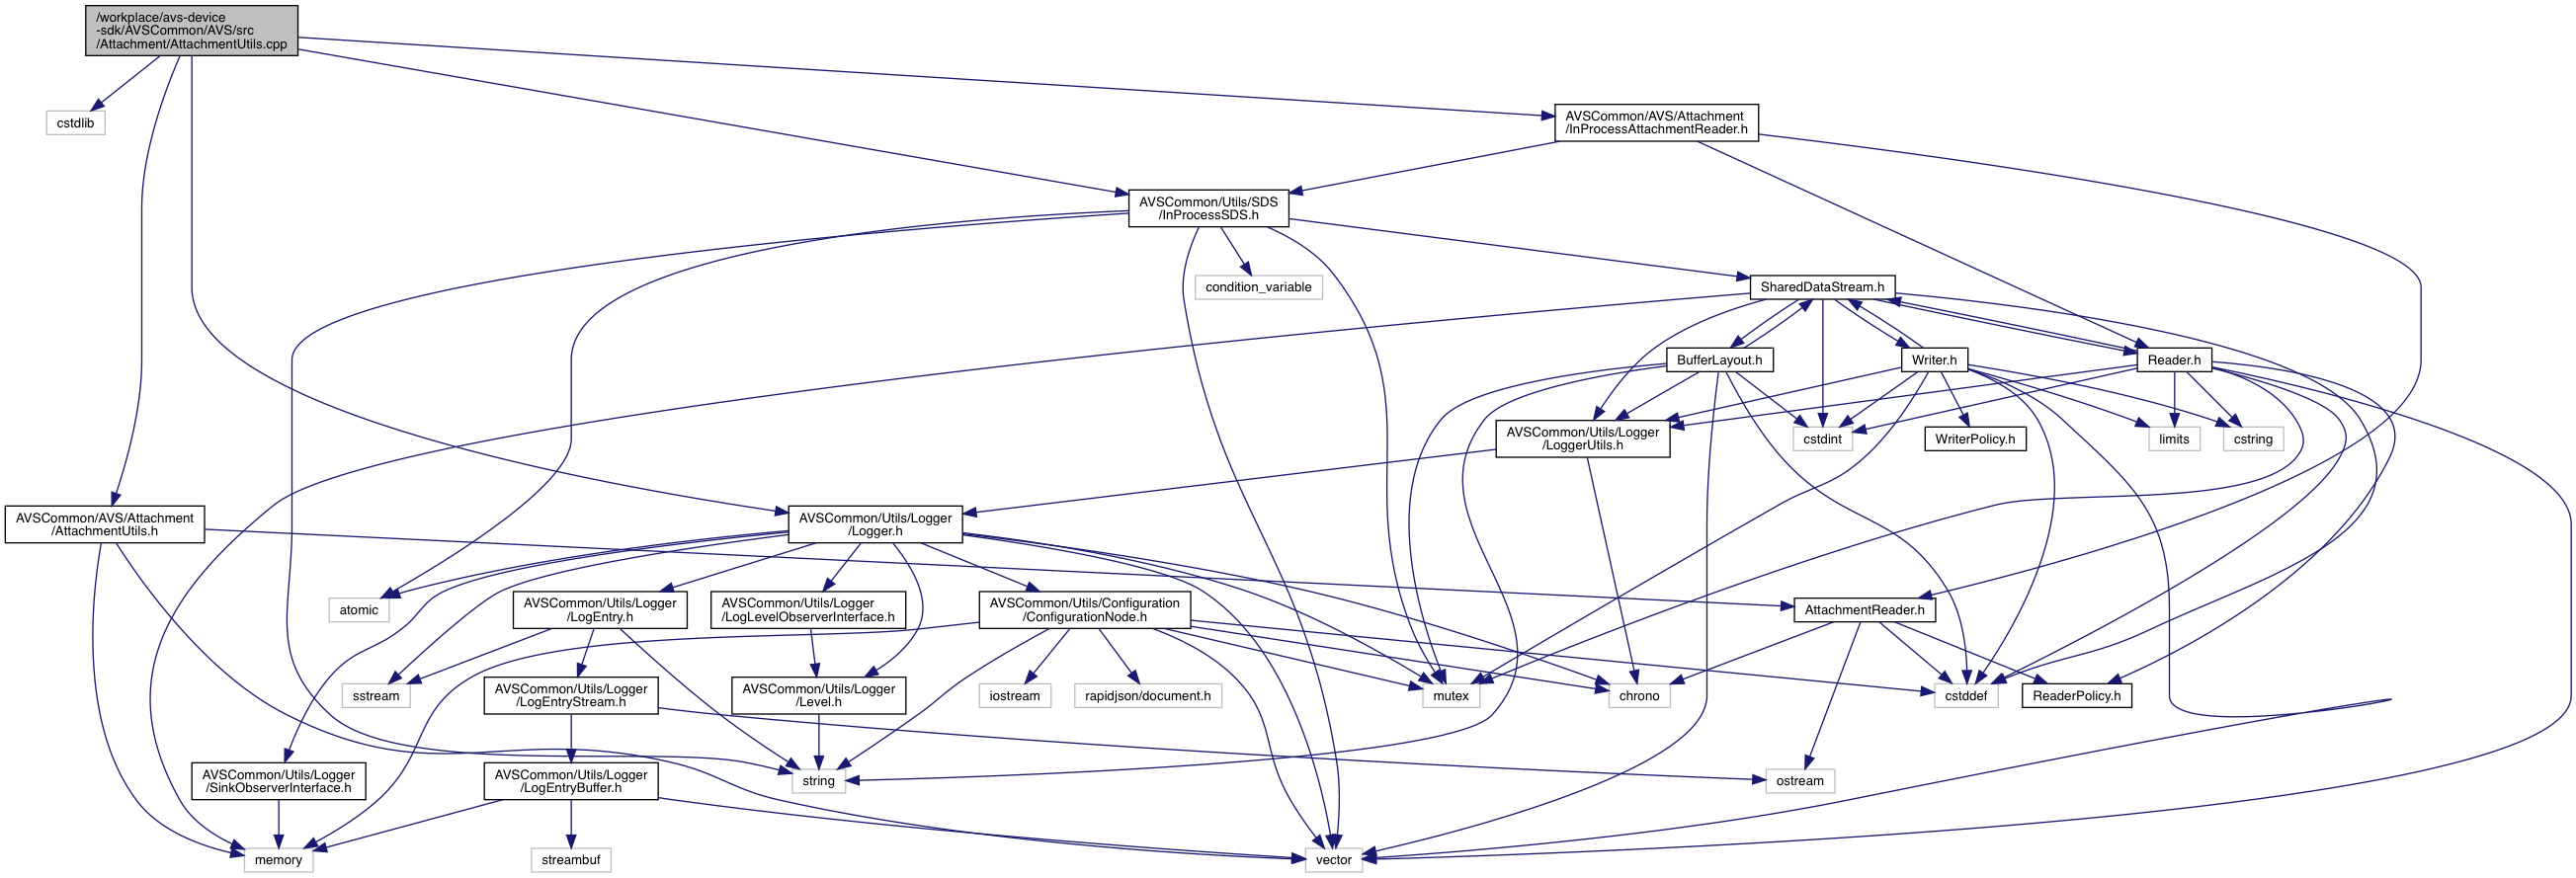 /workplace/avs-device
-sdk/AVSCommon/AVS/src
/Attachment/AttachmentUtils.cpp
cstdlib
AVSCommon/AVS/Attachment
/InProcessAttachmentReader.h
AVSCommon/Utils/SDS
/InProcessSDS.h
condition_variable
SharedDataStream.h
BufferLayout.h
Writer.h
Reader.h
AVSCommon/Utils/Logger
/LoggerUtils.h
cstdint
WriterPolicy.h
limits
cstring
AVSCommon/AVS/Attachment
/AttachmentUtils.h
AVSCommon/Utils/Logger
/Logger.h
atomic
AVSCommon/Utils/Logger
/LogEntry.h
AVSCommon/Utils/Logger
/LogLevelObserverInterface.h
AVSCommon/Utils/Configuration
/ConfigurationNode.h
AttachmentReader.h
sstream
AVSCommon/Utils/Logger
/LogEntryStream.h
AVSCommon/Utils/Logger
/Level.h
iostream
rapidjson/document.h
mutex
chrono
cstddef
ReaderPolicy.h
AVSCommon/Utils/Logger
/SinkObserverInterface.h
AVSCommon/Utils/Logger
/LogEntryBuffer.h
string
ostream
memory
streambuf
vector